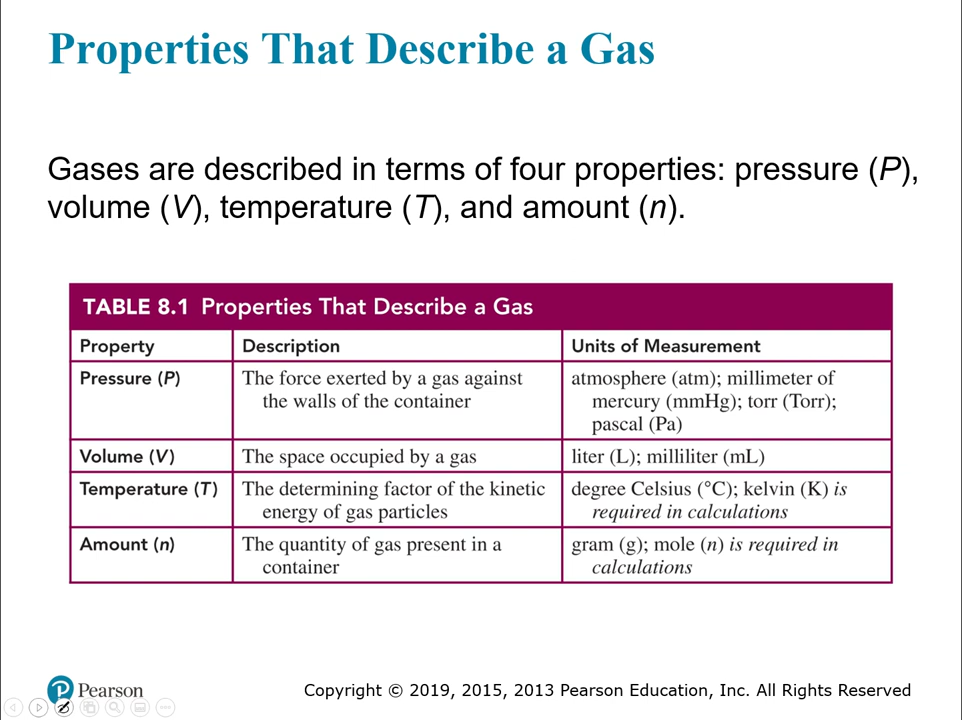 Properties That Describe a Gas
Gases are described in terms of four properties: pressure (P),
volume (V), temperature (T), and amount (n).
TABLE 8.1 Properties That Describe a Gas
Property Description Units of Measurement
Pressure (P) The force exerted by a gas against atmosphere (atm); millimeter of
the walls of the container mercury (mmHg); torr (Torr);
pascal (Pa)
Volume (V) The space occupied by a gas liter (L); milliliter (mL)
Temperature (T) The determining factor of the kinetic degree Celsius (°C); kelvin (K) is
energy of gas particles required in calculations
Amount (n) The quantity of gas present in a gram (g); mole (n) is required in
container calculations
Pearson
Copyright © 2019, 2015, 2013 Pearson Education, Inc. All Rights Reserved